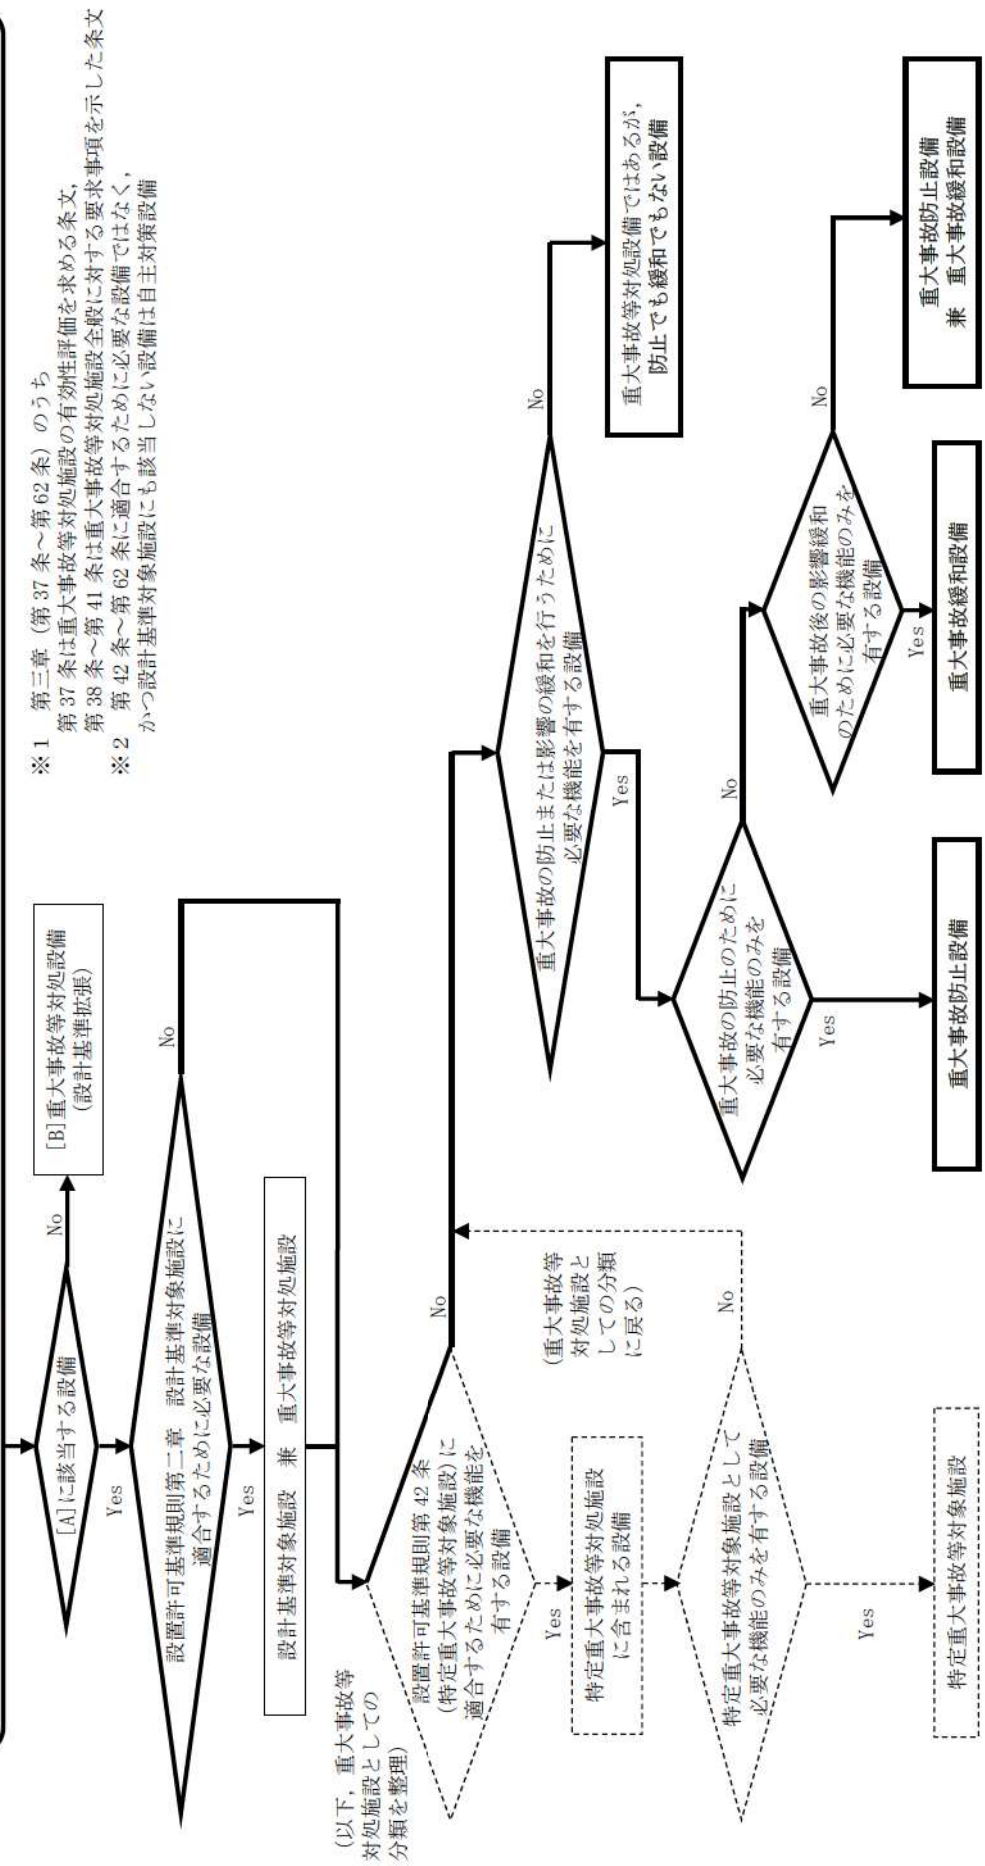 ※1　第三章（第37条～第62条）のうち
第37条は重大事故等対処施設の有効性評価を求める条文，
第38条～第41条は重大事故等対処施設全般に対する要求事項を示した条文
※2　第42条～第62条に適合するために必要な設備ではなく，
かつ設計基準対象施設にも該当しない設備は自主対策設備
[A]に該当する設備
No
[B]重大事故等対処設備
(設計基準拡張)
Yes
設置許可基準規則第二章　設計基準対象施設に
適合するために必要な設備
No
Yes
設計基準対象施設　兼　重大事故等対処施設
(以下，重大事故等
対処施設としての
分類を整理)
設置許可基準規則第42条
(特定重大事故等対象施設)に
適合するために必要な機能を
有する設備
No
Yes
特定重大事故等対処施設
に含まれる設備
(重大事故等
対処施設と
しての分類
に戻る)
特定重大事故等対象施設として
必要な機能のみを有する設備
No
Yes
特定重大事故等対象施設
重大事故の防止または影響の緩和を行うために
必要な機能を有する設備
No
重大事故等対処設備ではあるが，
防止でも緩和でもない設備
Yes
重大事故の防止のために
必要な機能のみを
有する設備
No
Yes
重大事故防止設備
重大事故後の影響緩和
のために必要な機能のみを
有する設備
No
Yes
重大事故緩和設備
重大事故防止設備
兼　重大事故緩和設備